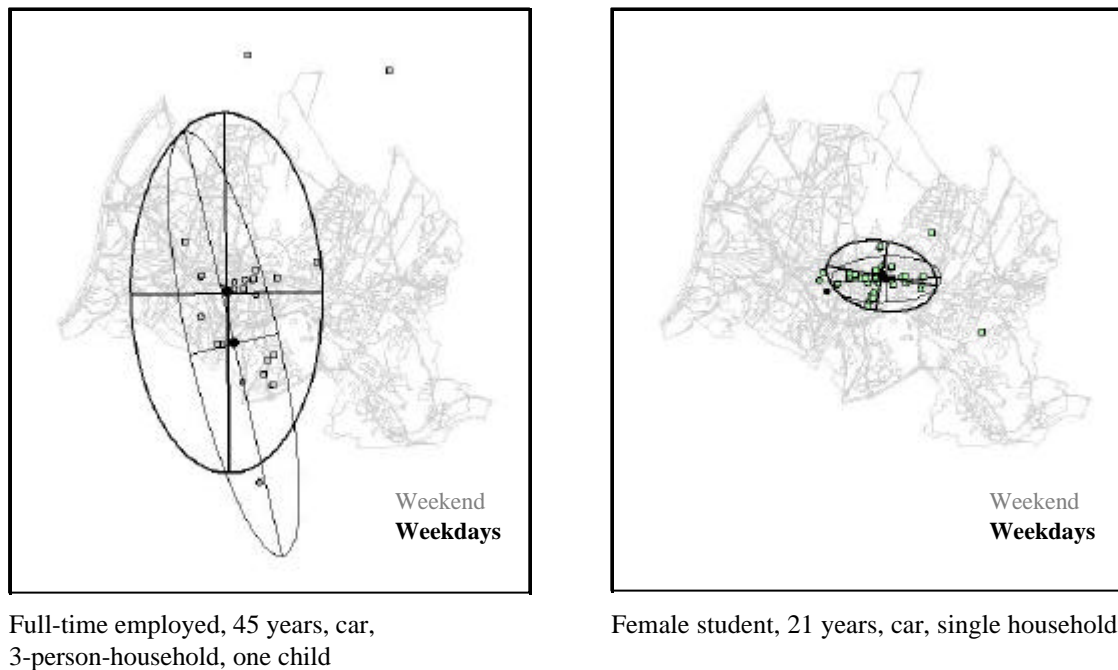 Weekend
Weekdays
Weekend
Weekdays
Full-time employed, 45 years, car,
3-person-household, one child
Female student, 21 years, car, single household